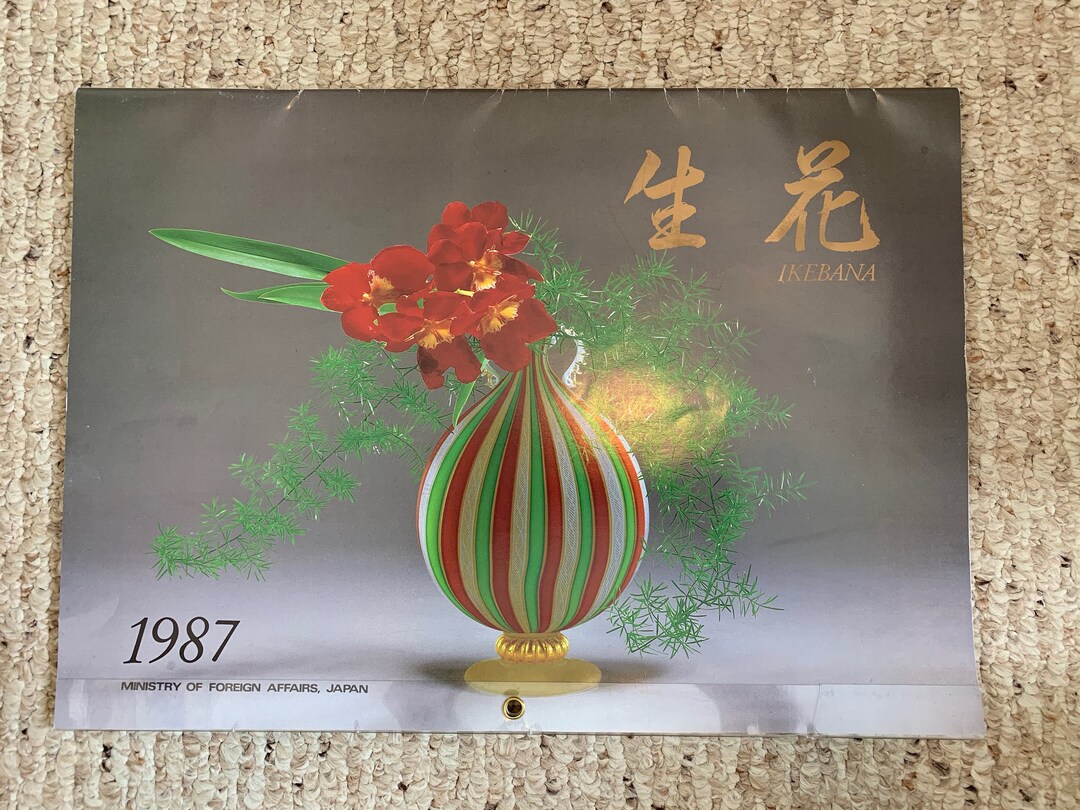 生花
IKEBANA
1987
MINISTRY OF FOREIGN AFFAIRS, JAPAN